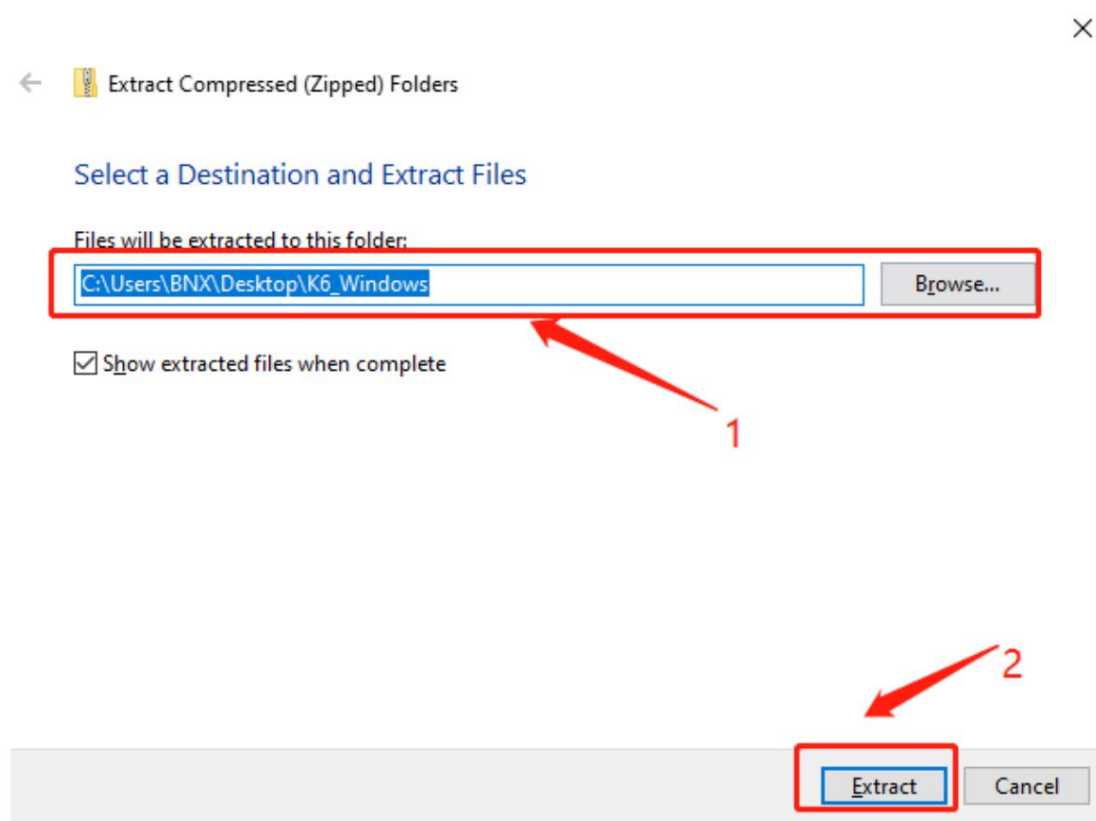 Extract Compressed (Zipped) Folders
Select a Destination and Extract Files
Files will be extracted to this folder:
C:\Users\BNX\Desktop\K6_Windows Browse...
Show extracted files when complete
1
2
Extract Cancel